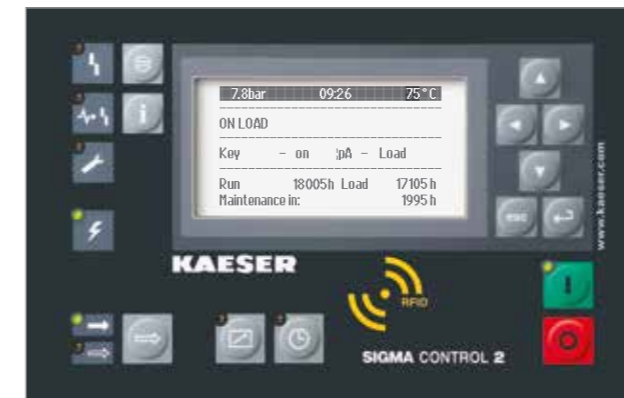 7.8bar 09:26 75°C
ON LOAD
Key - on ¦pA - Load
Run 18005h Load 17105h
Maintenance in: 1995h
i
esc
www.kaeser.com
KAESER
RFID
I
O
SIGMA CONTROL 2